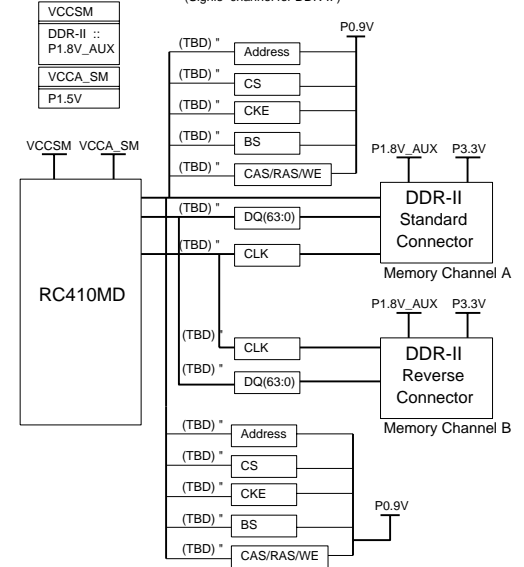 (Signle channel for DDR-II )
VCCSM
DDR-II ::
P1.8V_AUX
VCCA_SM
P1.5V
P0.9V
(TBD) " Address
(TBD) " CS
(TBD) " CKE
(TBD) " BS
(TBD) " CAS/RAS/WE
VCCSM VCCA_SM
RC410MD
(TBD) " DQ(63:0)
(TBD) " CLK
P1.8V_AUX P3.3V
DDR-II
Standard
Connector
Memory Channel A
(TBD) " CLK
(TBD) " DQ(63:0)
P1.8V_AUX P3.3V
DDR-II
Reverse
Connector
Memory Channel B
(TBD) " Address
(TBD) " CS
(TBD) " CKE
(TBD) " BS
(TBD) " CAS/RAS/WE
P0.9V